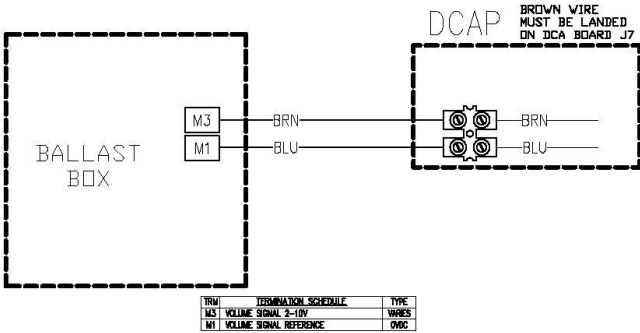 DCAP
BROWN WIRE
MUST BE LANDED
ON DCA BOARD J7
BALLAST
BOX
M3
BRN
BRN
M1
BLU
BLU
TRM TERMINATION SCHEDULE TYPE
M3 VOLUME SIGNAL 2-10V VARIES
M1 VOLUME SIGNAL REFERENCE 0VDC